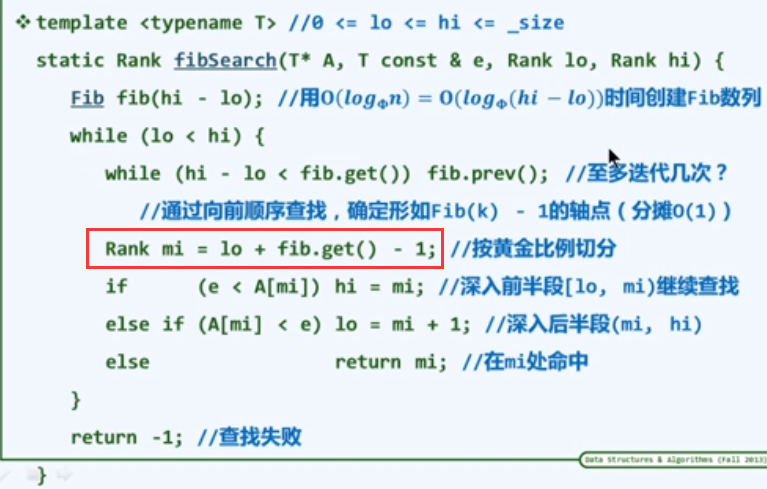 ❖template <typename T> //0 <= lo <= hi <= _size
static Rank fibSearch(T* A, T const & e, Rank lo, Rank hi) {
Fib fib(hi - lo); //用O(logΦn) = O(logΦ(hi - lo))时间创建Fib数列
while (lo < hi) {
while (hi - lo < fib.get()) fib.prev(); //至多迭代几次？
//通过向前顺序查找，确定形如Fib(k) - 1的轴点（分摊O(1)）
Rank mi = lo + fib.get() - 1; //按黄金比例切分
if (e < A[mi]) hi = mi; //深入前半段[lo, mi)继续查找
else if (A[mi] < e) lo = mi + 1; //深入后半段(mi, hi)
else return mi; //在mi处命中
}
return -1; //查找失败
}
Data Structures & Algorithms (Fall 2013)